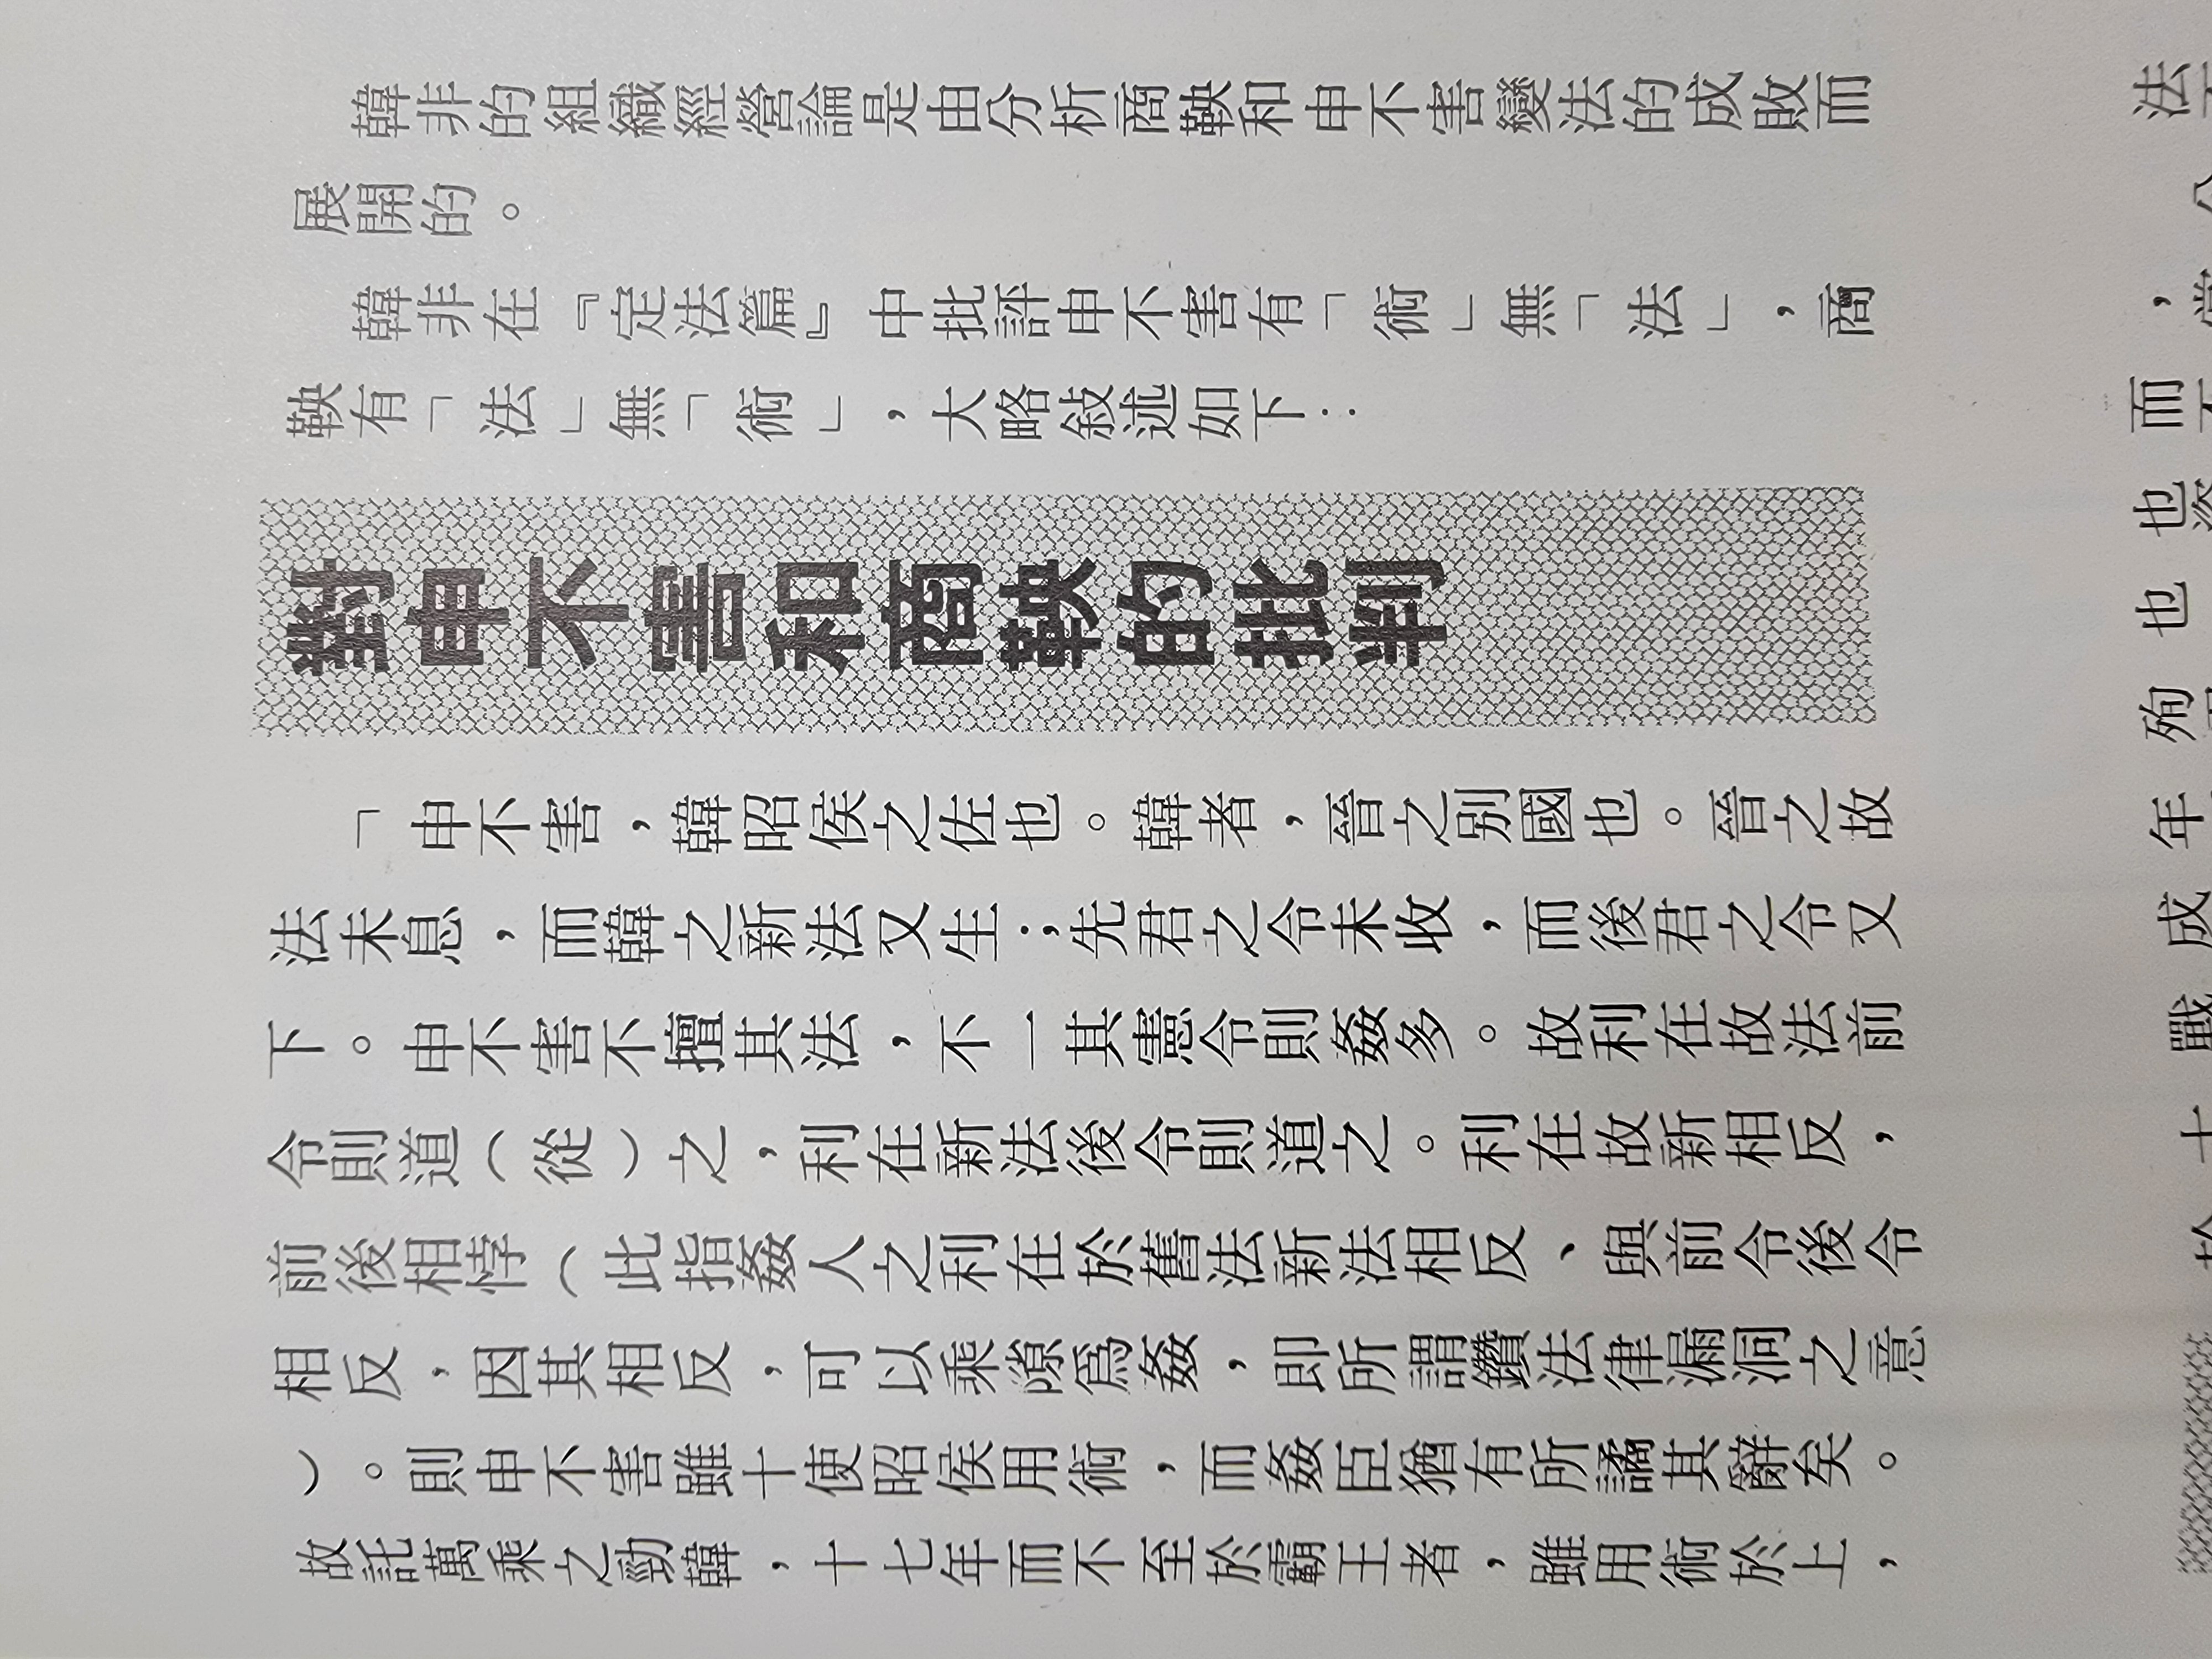 韓非的組織經營論是由分析商鞅和申不害變法的成敗而
展開的。
韓非在『定法篇』中批評申不害有「術」無「法」，商
鞅有「法」無「術」，大略敍述如下：
對申不害和商鞅的批判
「申不害，韓昭侯之佐也。韓者，晉之別國也。晉之故
法未息，而韓之新法又生；先君之令未收，而後君之令又
下。申不害不擅其法，不一其憲令則姦多。故利在故法前
令則道（從）之，利在新法後令則道之。利在故新相反，
前後相悖（此指姦人之利在於舊法新法相反、與前令後令
相反，因其相反，可以乘隙爲姦，即所謂鑽法律漏洞之意
）。則申不害雖十使昭侯用術，而姦臣猶有所譎其辭矣。
故託萬乘之勁韓，十七年而不至於霸王者，雖用術於上，
法
，
而
也
也
殉
年
成
戰
十